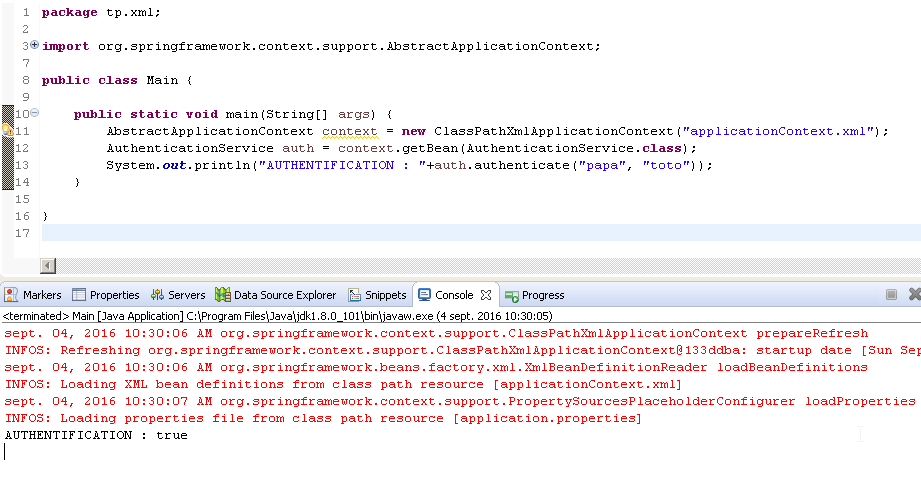 1 package tp.xml;
2
3 import org.springframework.context.support.AbstractApplicationContext;
7
8 public class Main {
9
10     public static void main(String[] args) {
11         AbstractApplicationContext context = new ClassPathXmlApplicationContext("applicationContext.xml");
12         AuthenticationService auth = context.getBean(AuthenticationService.class);
13         System.out.println("AUTHENTIFICATION : "+auth.authenticate("papa", "toto"));
14     }
15
16 }
17
Markers Properties Servers Data Source Explorer Snippets Console Progress
<terminated> Main [Java Application] C:\Program Files\Java\jdk1.8.0_101\bin\javaw.exe (4 sept. 2016 10:30:05)
sept. 04, 2016 10:30:06 AM org.springframework.context.support.ClassPathXmlApplicationContext prepareRefresh
INFOS: Refreshing org.springframework.context.support.ClassPathXmlApplicationContext@133ddba: startup date [Sun Sep
sept. 04, 2016 10:30:06 AM org.springframework.beans.factory.xml.XmlBeanDefinitionReader loadBeanDefinitions
INFOS: Loading XML bean definitions from class path resource [applicationContext.xml]
sept. 04, 2016 10:30:07 AM org.springframework.context.support.PropertySourcesPlaceholderConfigurer loadProperties
INFOS: Loading properties file from class path resource [application.properties]
AUTHENTIFICATION : true